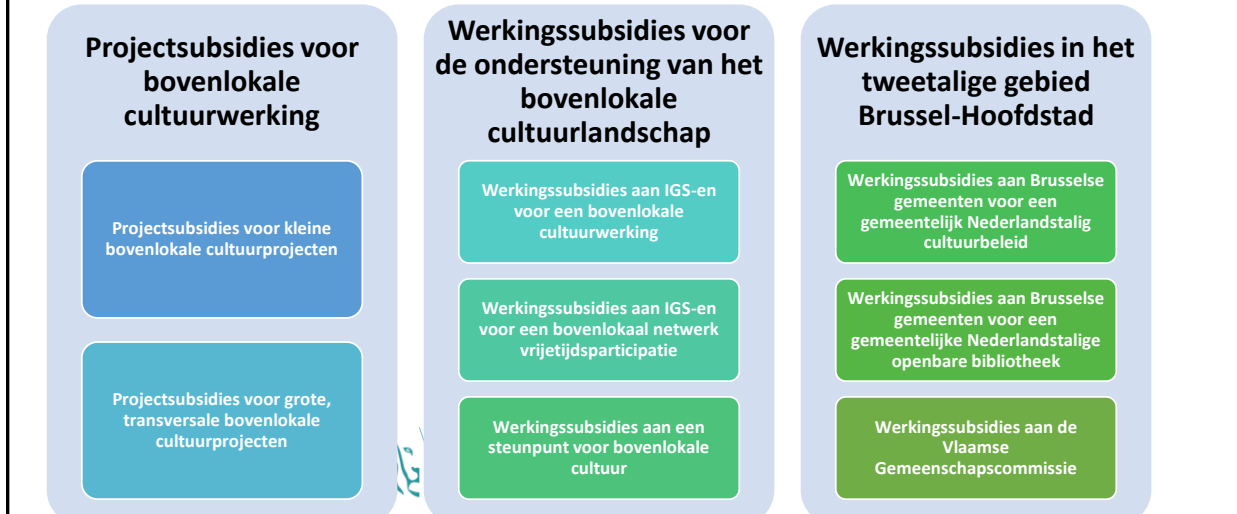 Projectsubsidies voor
bovenlokale
cultuurwerking
Projectsubsidies voor kleine
bovenlokale cultuurprojecten
Projectsubsidies voor grote,
transversale bovenlokale
cultuurprojecten
Werkingssubsidies voor
de ondersteuning van het
bovenlokale
cultuurlandschap
Werkingssubsidies aan IGS-en
voor een bovenlokale
cultuurwerking
Werkingssubsidies aan IGS-en
voor een bovenlokaal netwerk
vrijetijdsparticipatie
Werkingssubsidies aan een
steunpunt voor bovenlokale
cultuur
Werkingssubsidies in het
tweetalige gebied
Brussel-Hoofdstad
Werkingssubsidies aan Brusselse
gemeenten voor een
gemeentelijk Nederlandstalig
cultuurbeleid
Werkingssubsidies aan Brusselse
gemeenten voor een
gemeentelijke Nederlandstalige
openbare bibliotheek
Werkingssubsidies aan de
Vlaamse
Gemeenschapscommissie